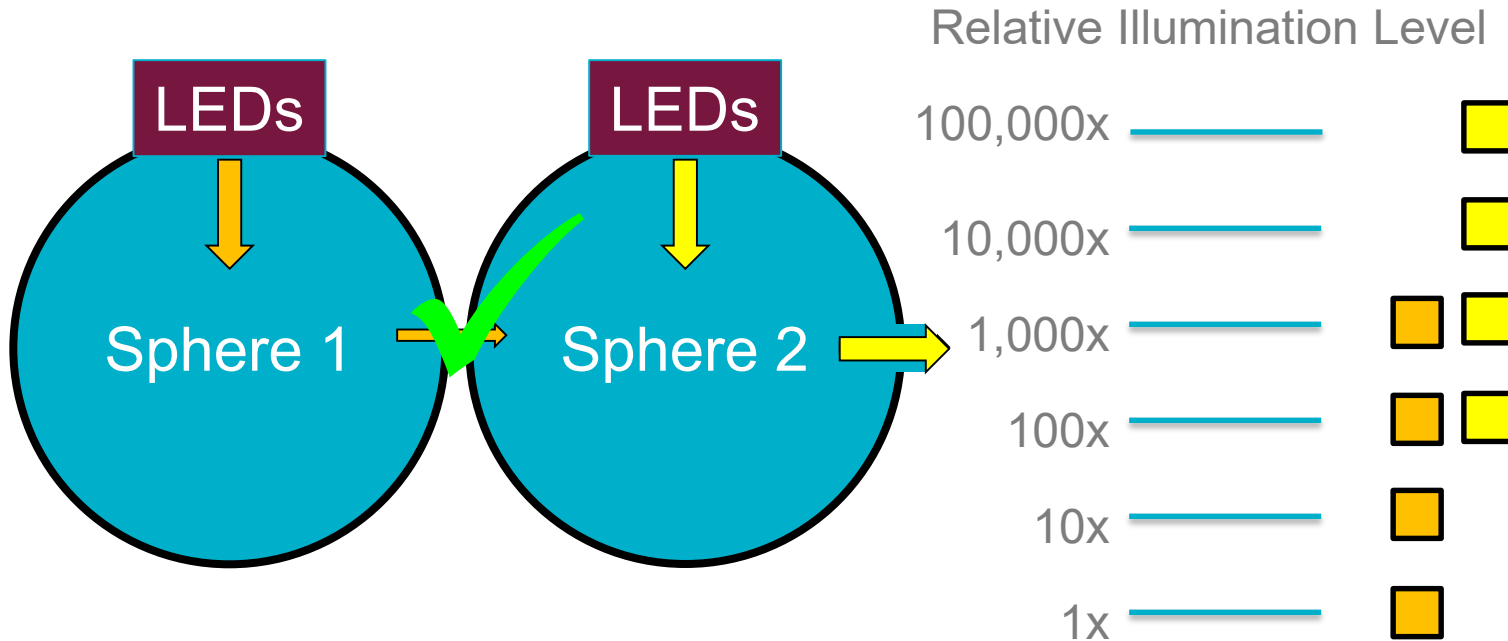 Relative Illumination Level
LEDs
LEDs
Sphere 1
Sphere 2
100,000x
10,000x
1,000x
100x
10x
1x